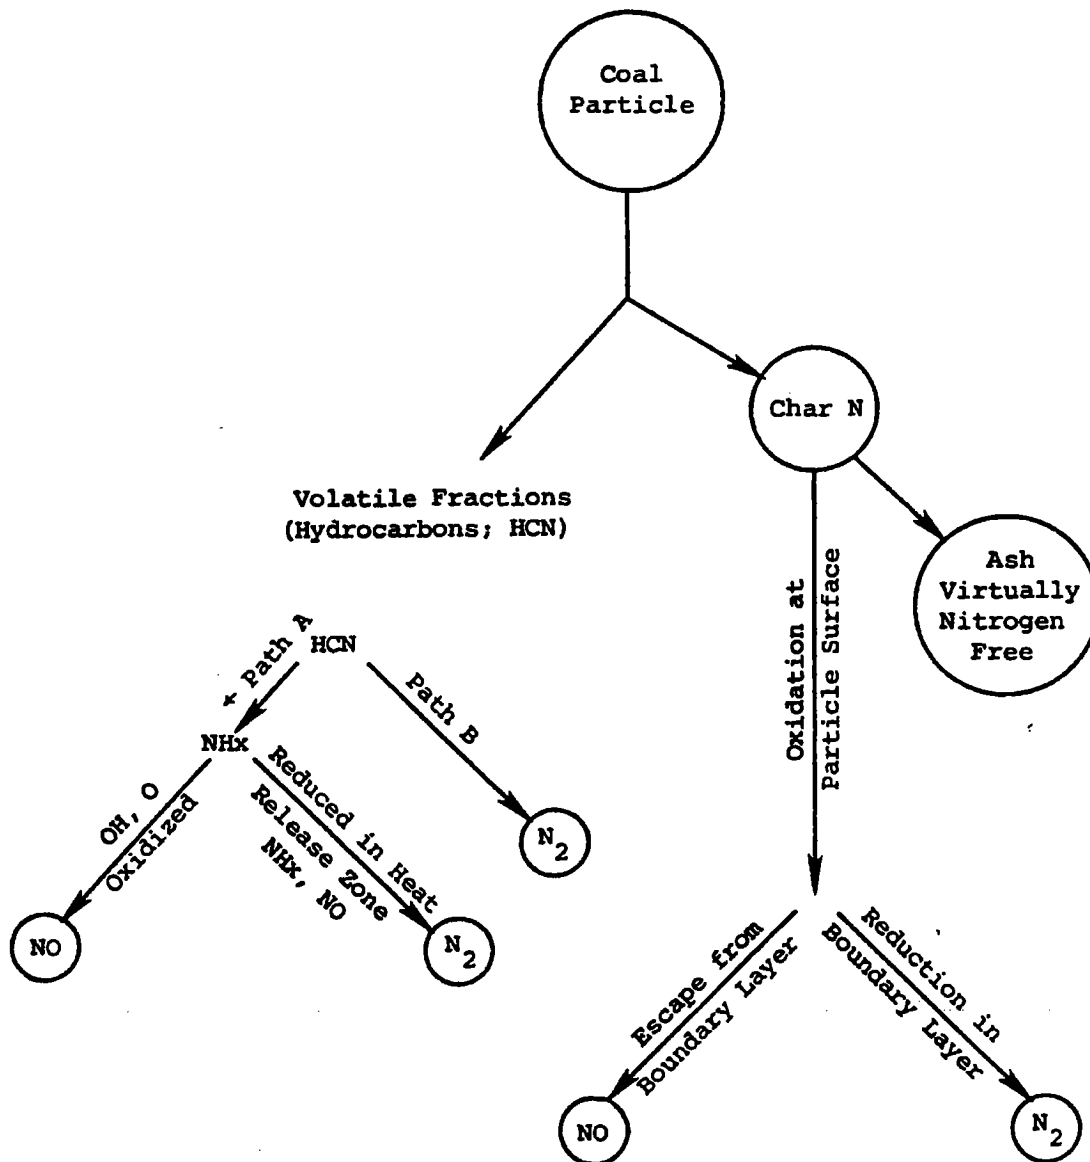 Coal
Particle
Char N
Volatile Fractions
(Hydrocarbons; HCN)
Ash
Virtually
Nitrogen
Free
Oxidation at
Particle Surface
Path A
HCN
Path B
NHx
OH, O
Oxidized
Reduced in Heat
Release Zone
NHx, NO
N2
NO
N2
Escape from
Boundary Layer
Reduction in
Boundary Layer
NO
N2